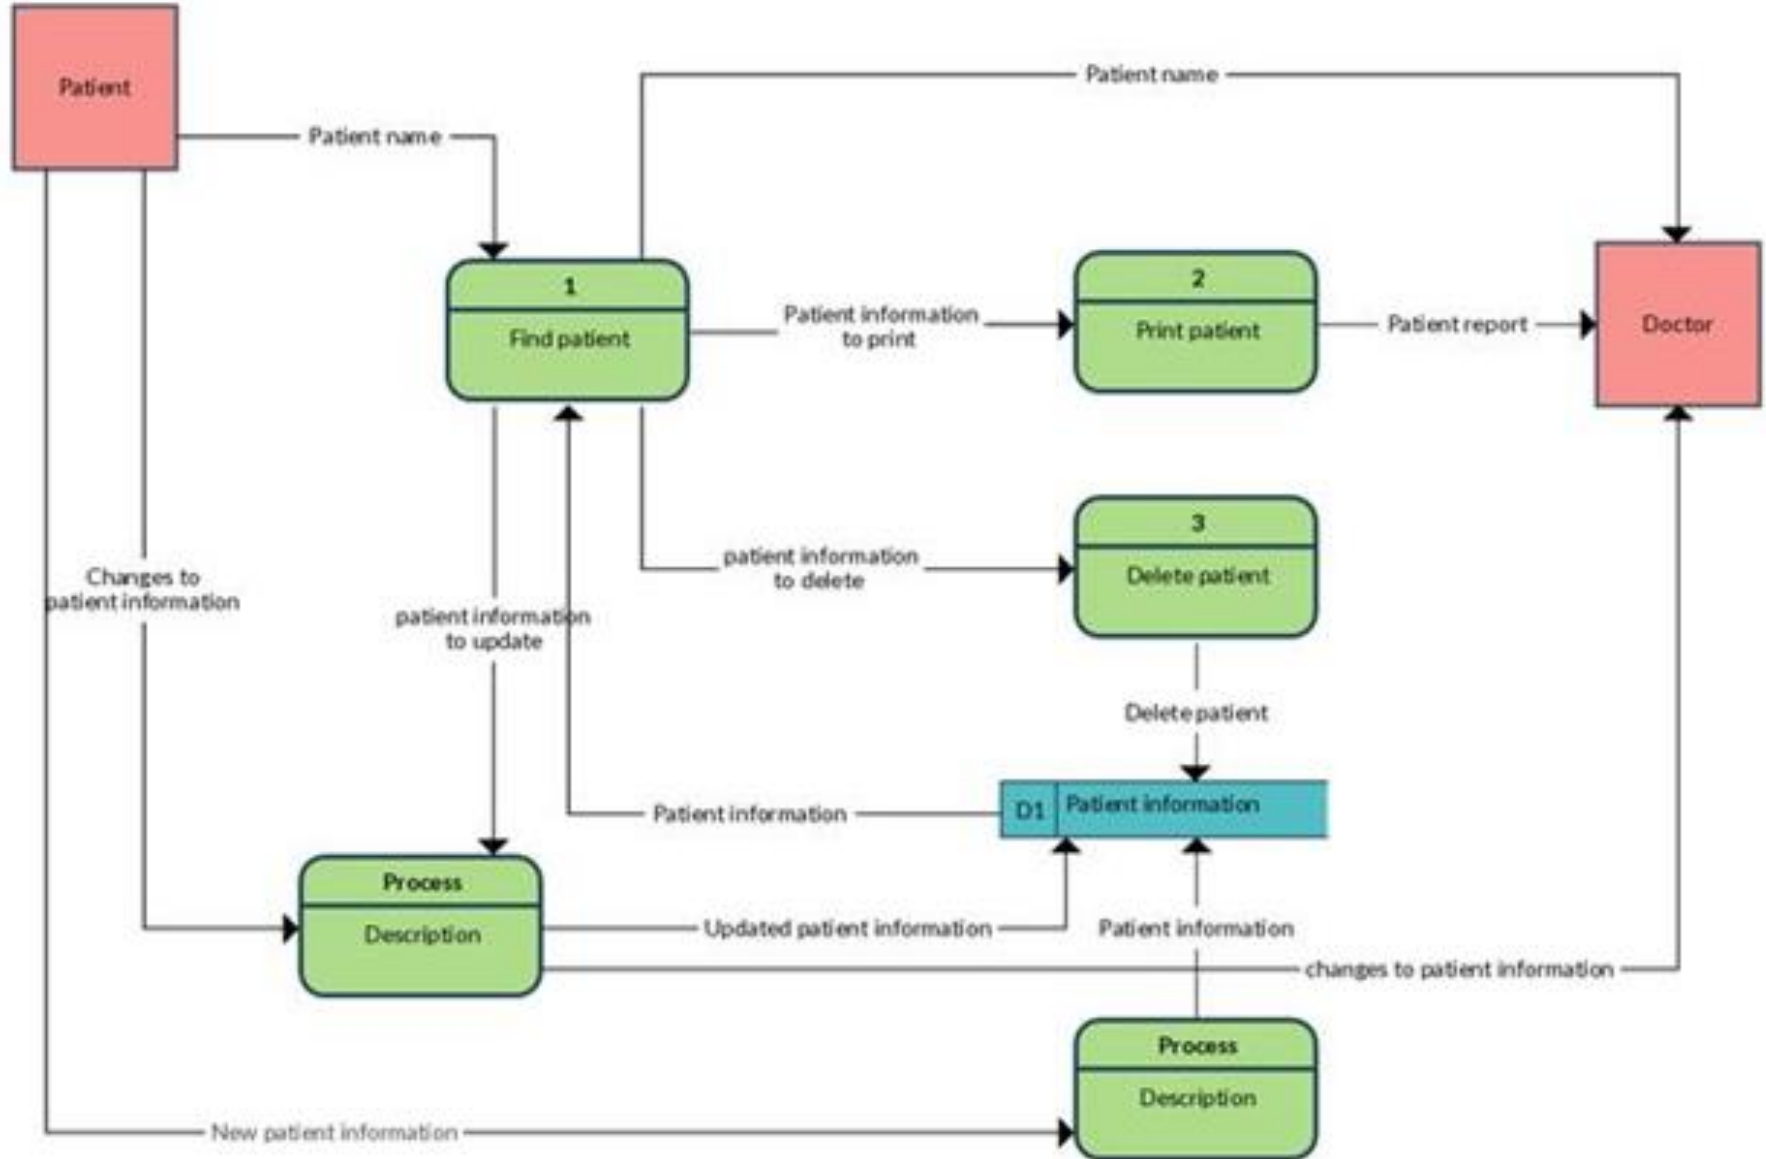 Patient
Patient name
Patient name
1
Find patient
Patient information
to print
2
Print patient
Patient report
Doctor
3
Delete patient
patient information
to delete
Changes to
patient information
patient information
to update
Delete patient
D1
Patient information
Patient information
Process
Description
Updated patient information
Patient information
changes to patient information
Process
Description
New patient information